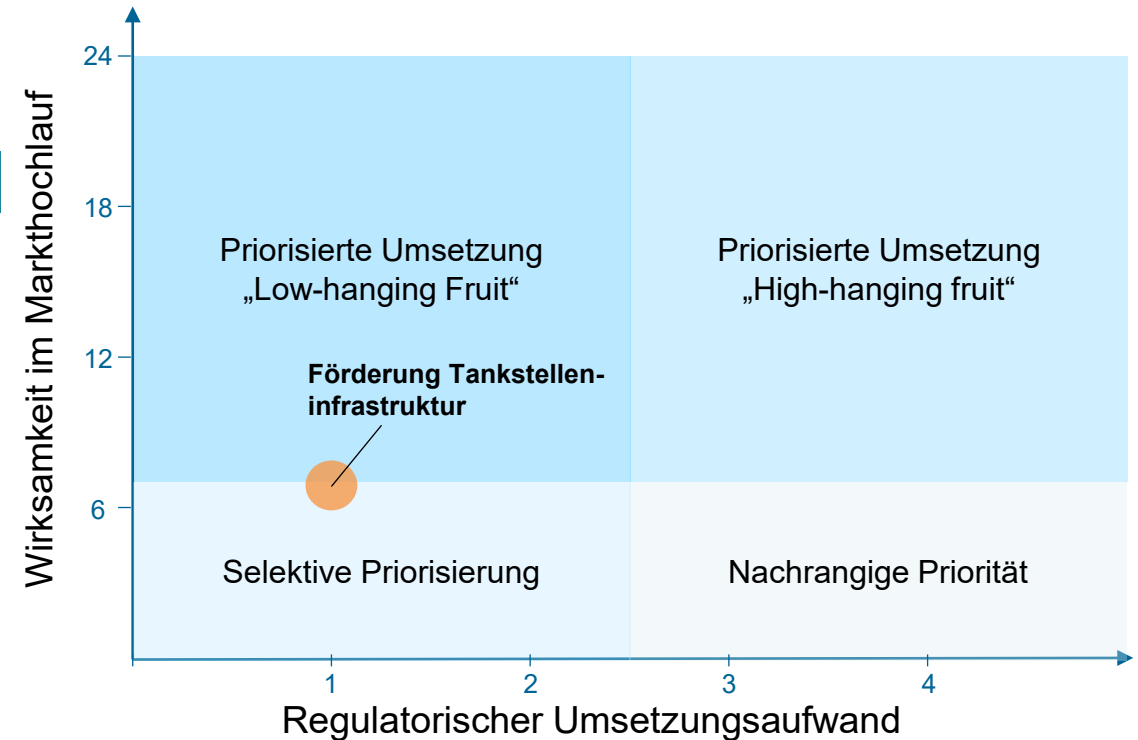 Wirksamkeit im Markthochlauf
24
18
12
6
Priorisierte Umsetzung
„Low-hanging Fruit“
Priorisierte Umsetzung
„High-hanging fruit“
Förderung Tankstellen-
infrastruktur
Selektive Priorisierung
Nachrangige Priorität
1
2
3
4
Regulatorischer Umsetzungsaufwand